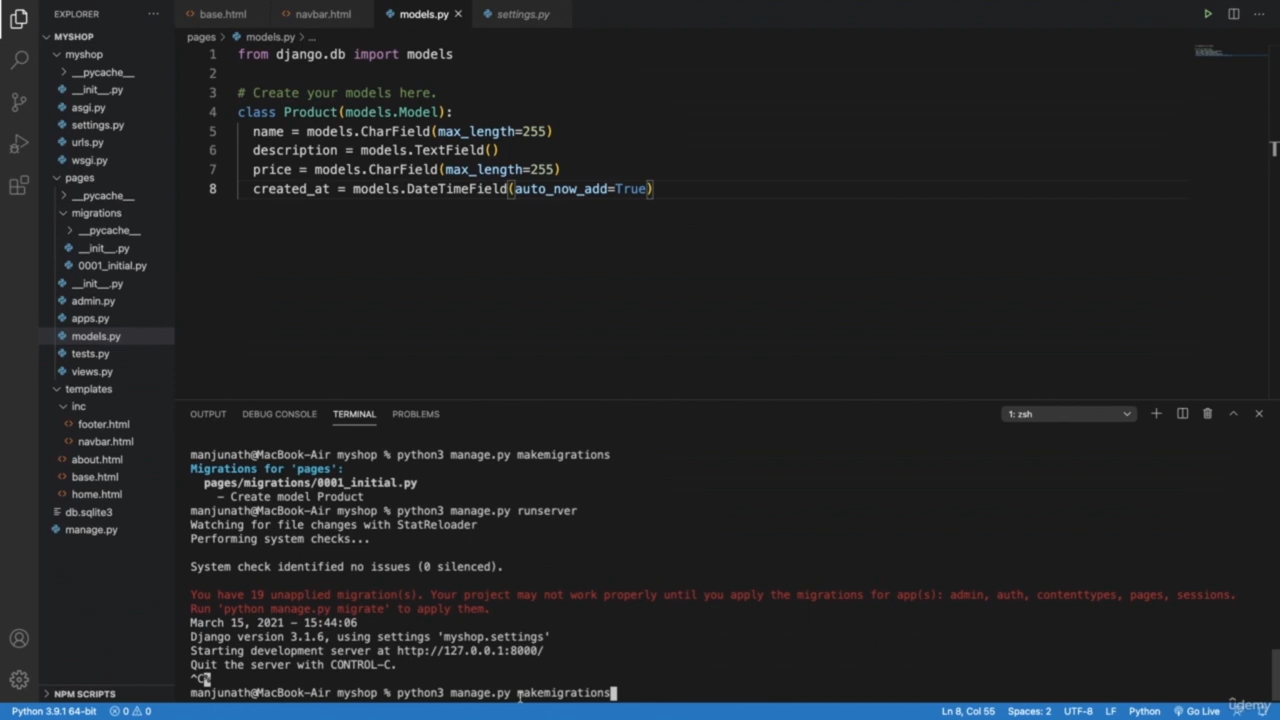 EXPLORER ...
MYSHOP
myshop
__pycache__
__init__.py
asgi.py
settings.py
urls.py
wsgi.py
pages
__pycache__
migrations
__pycache__
__init__.py
0001_initial.py
__init__.py
admin.py
apps.py
models.py
tests.py
views.py
templates
inc
footer.html
navbar.html
about.html
base.html
home.html
db.sqlite3
manage.py
NPM SCRIPTS
base.html navbar.html models.py settings.py
pages > models.py > ...
1 from django.db import models
2
3 # Create your models here.
4 class Product(models.Model):
5 name = models.CharField(max_length=255)
6 description = models.TextField()
7 price = models.CharField(max_length=255)
8 created_at = models.DateTimeField(auto_now_add=True)
OUTPUT DEBUG CONSOLE TERMINAL PROBLEMS 1: zsh
manjunath@MacBook-Air myshop % python3 manage.py makemigrations
Migrations for 'pages':
pages/migrations/0001_initial.py
- Create model Product
manjunath@MacBook-Air myshop % python3 manage.py runserver
Watching for file changes with StatReloader
Performing system checks...
System check identified no issues (0 silenced).
You have 19 unapplied migration(s). Your project may not work properly until you apply the migrations for app(s): admin, auth, contenttypes, pages, sessions.
Run 'python manage.py migrate' to apply them.
March 15, 2021 - 15:44:06
Django version 3.1.6, using settings 'myshop.settings'
Starting development server at http://127.0.0.1:8000/
Quit the server with CONTROL-C.
^C%
manjunath@MacBook-Air myshop % python3 manage.py makemigrations
Python 3.9.1 64-bit 0 0 Ln 8, Col 55 Spaces: 2 UTF-8 LF Python Go Live
udemy